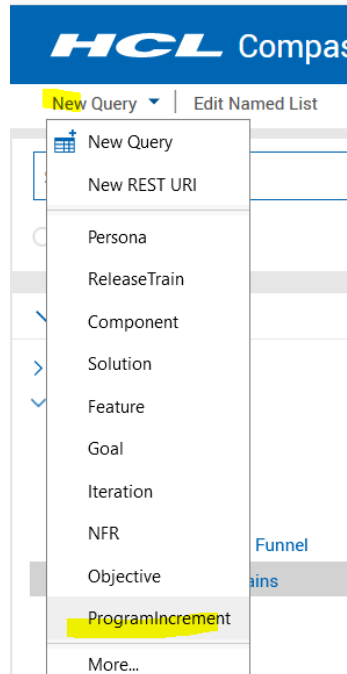 HCL Compas
New Query Edit Named List
New Query
New REST URI
Persona
ReleaseTrain
Component
Solution
Feature
Goal
Iteration
NFR
Funnel
Objective
ains
ProgramIncrement
More...